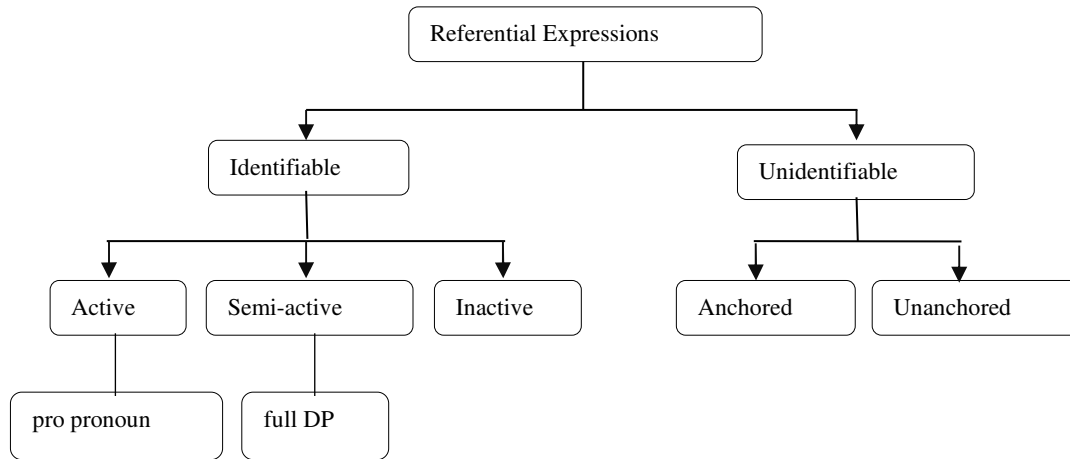 Referential Expressions
Identifiable
Unidentifiable
Active
Semi-active
Inactive
Anchored
Unanchored
pro pronoun
full DP